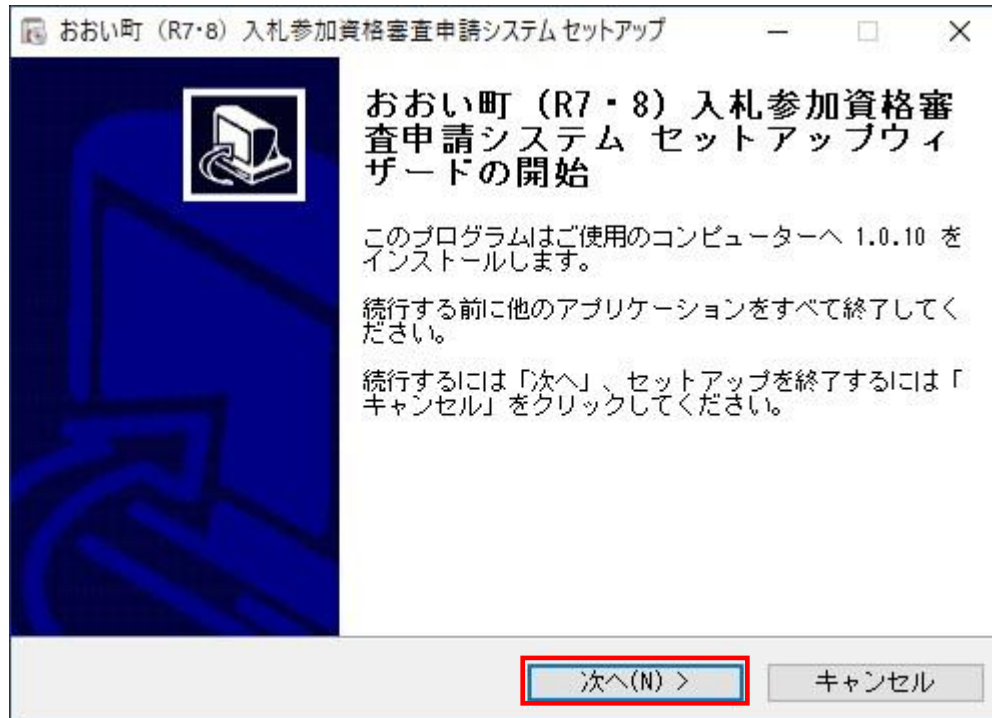 おおい町（R7・8）入札参加資格審査申請システム セットアップ
おおい町（R7・8）入札参加資格審
査申請システム セットアップウィ
ザードの開始
このプログラムはご使用のコンピューターへ 1.0.10 を
インストールします。
続行する前に他のアプリケーションをすべて終了してく
ださい。
続行するには「次へ」、セットアップを終了するには「
キャンセル」をクリックしてください。
次へ(N) >
キャンセル